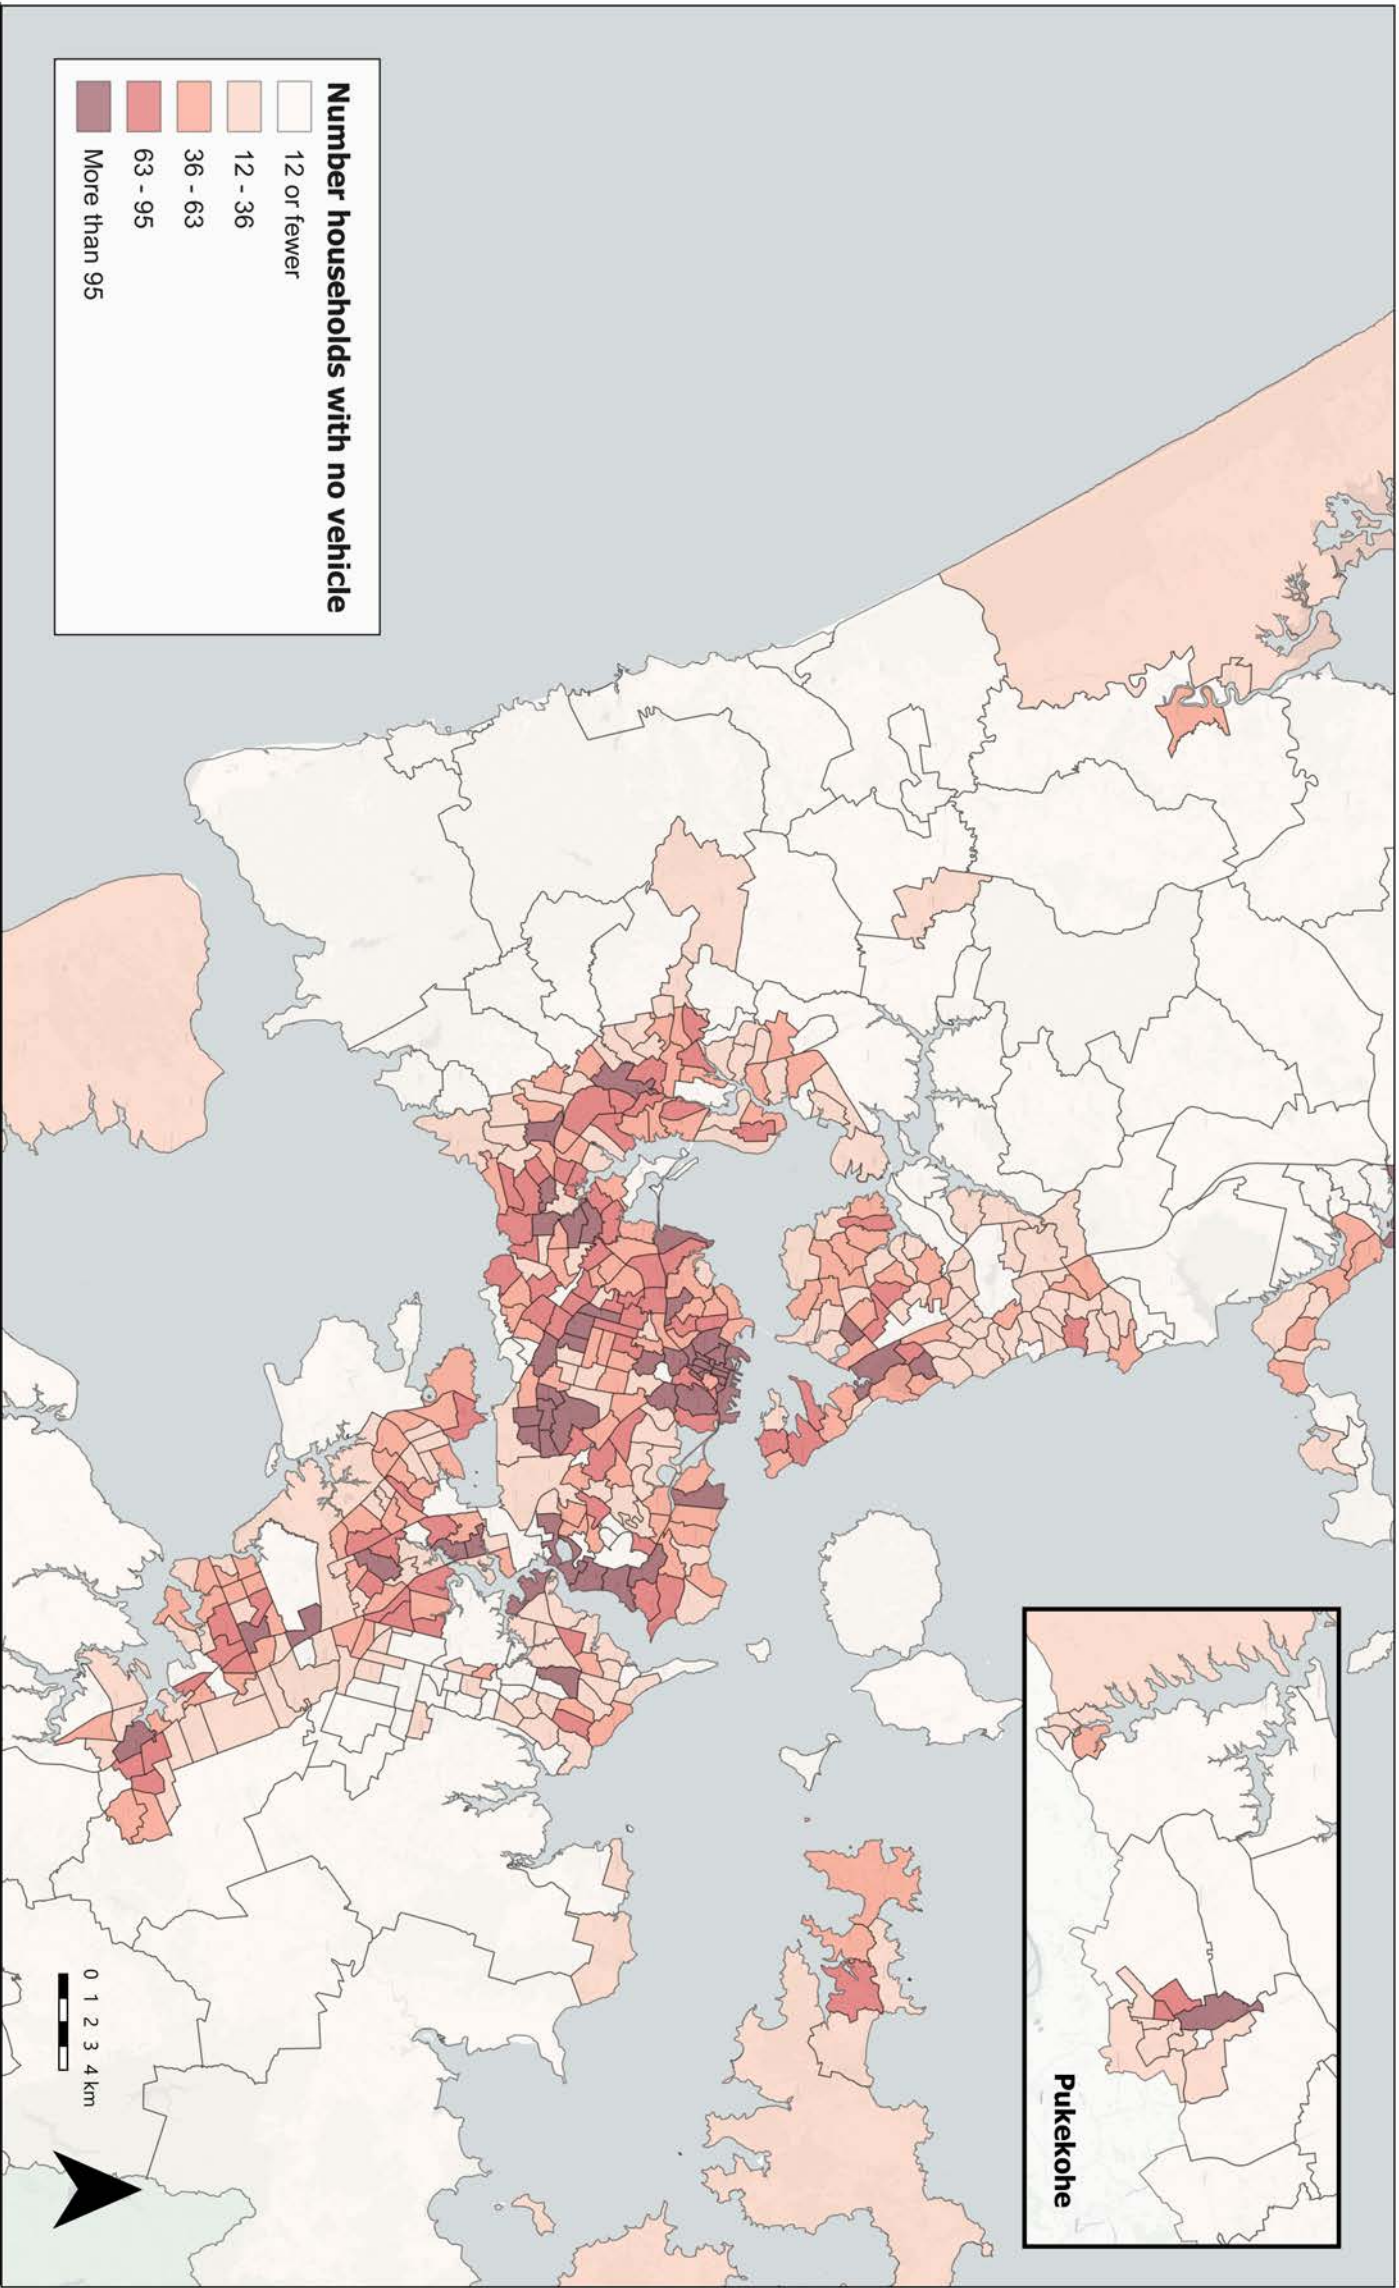 Number households with no vehicle
12 or fewer
12 - 36
36 - 63
63 - 95
More than 95
Pukekohe
0 1 2 3 4 km